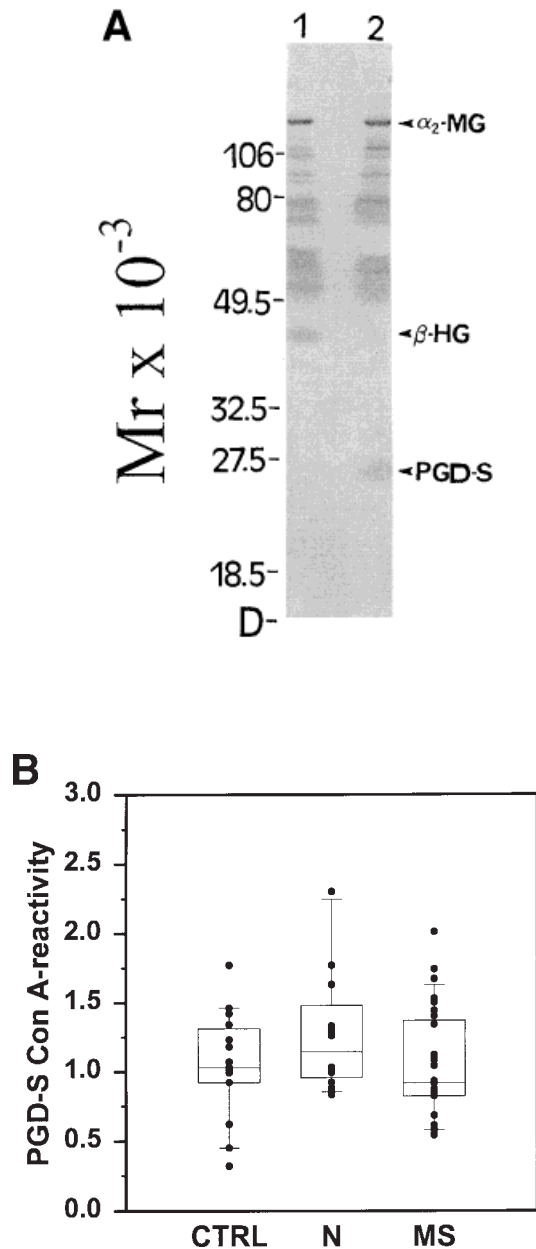 A
1 2
α₂-MG
106-
80-
Mr x 10⁻³
49.5-
β-HG
32.5-
27.5-
PGD-S
18.5-
D-
B
3.0
2.5
2.0
1.5
1.0
0.5
0.0
PGD-S Con A-reactivity
CTRL N MS